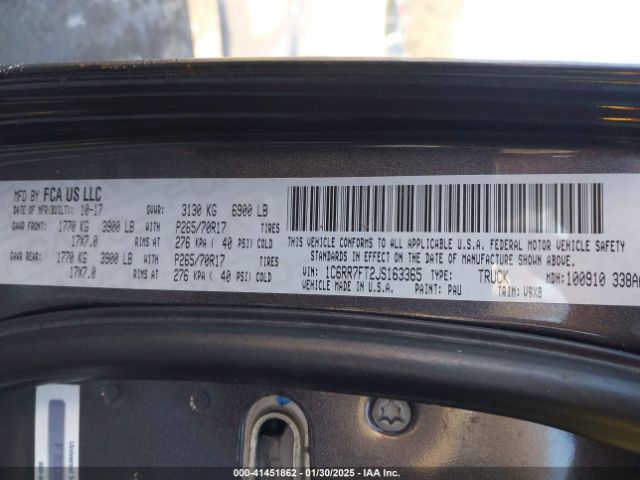 MFD BY FCA US LLC
DATE OF MFR(BUILT): 10-17 GVWR: 3130 KG 6900 LB
GAWR FRONT: 1770 KG 3900 LB P265/70R17 TIRES
17X7.0 RIMS AT 276 KPA ( 40 PSI) COLD
GAWR REAR: 1770 KG 3900 LB P265/70R17 TIRES
17X7.0 RIMS AT 276 KPA ( 40 PSI) COLD
THIS VEHICLE CONFORMS TO ALL APPLICABLE U.S.A. FEDERAL MOTOR VEHICLE SAFETY
STANDARDS IN EFFECT ON THE DATE OF MANUFACTURE SHOWN ABOVE.
VIN: 1C6RR7FT2JS163365 TYPE: TRUCK MDH: 100910 338A
VEHICLE MADE IN U.S.A. PAINT: PAU TRIM: V9X8
Universal
000-41451862 - 01/30/2025 - IAA Inc.